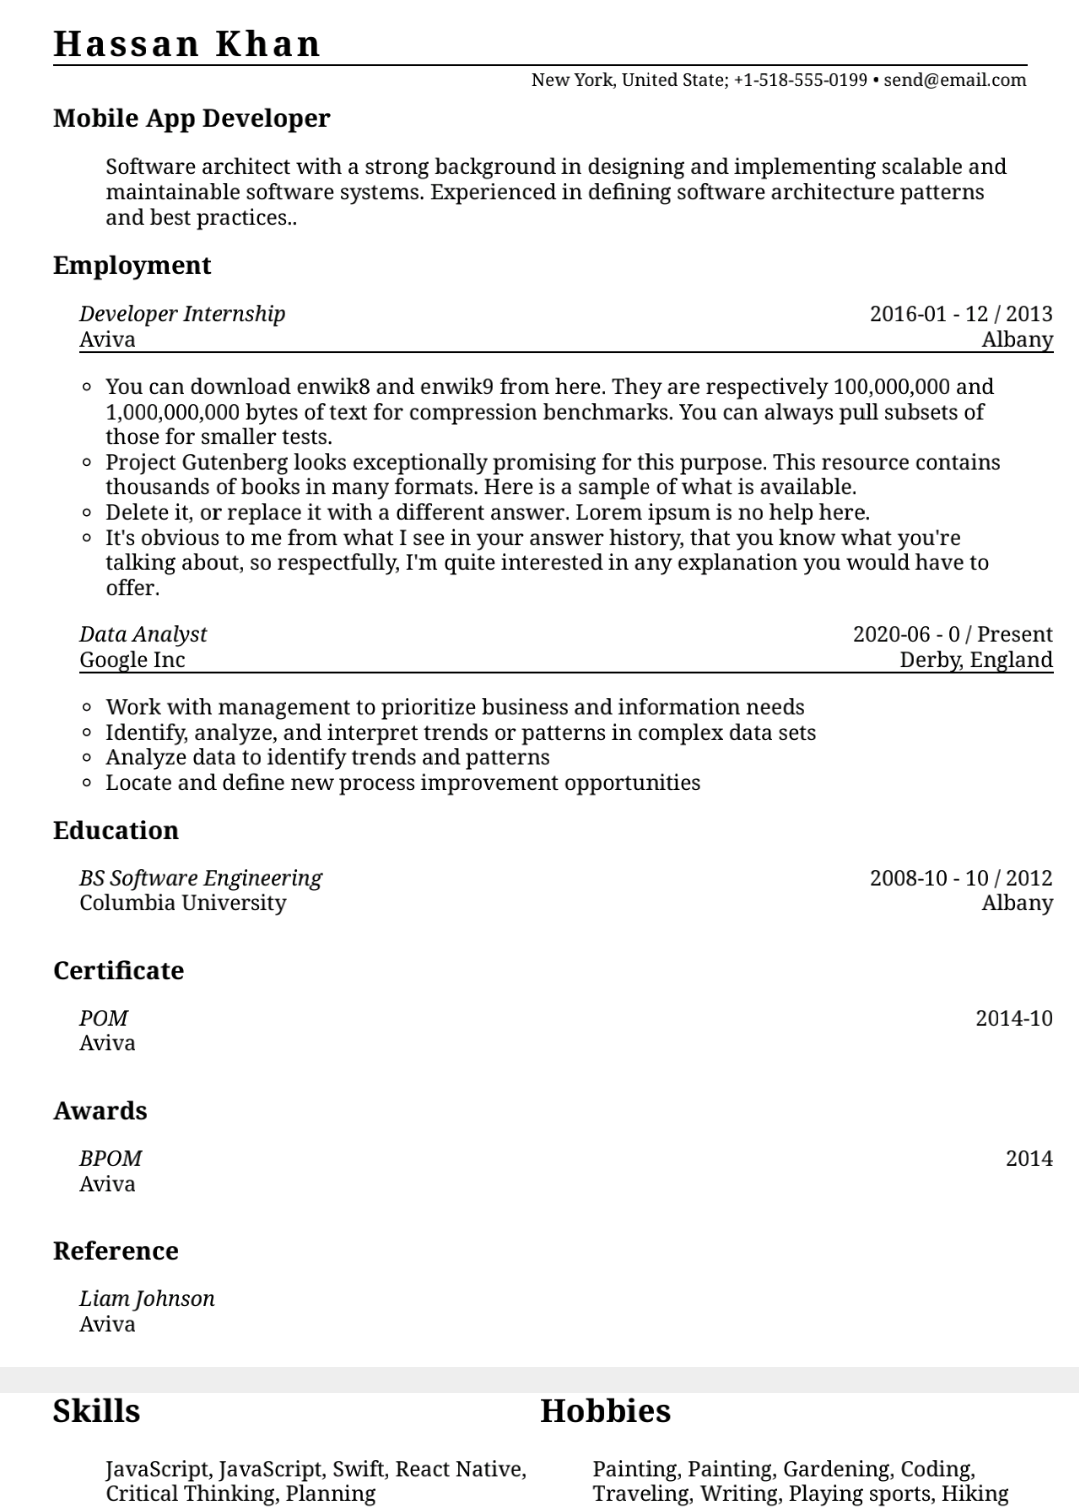 Hassan Khan
New York, United State; +1-518-555-0199 • send@email.com
Mobile App Developer
Software architect with a strong background in designing and implementing scalable and
maintainable software systems. Experienced in defining software architecture patterns
and best practices..
Employment
Developer Internship 2016-01 - 12 / 2013
Aviva Albany
◦ You can download enwik8 and enwik9 from here. They are respectively 100,000,000 and
1,000,000,000 bytes of text for compression benchmarks. You can always pull subsets of
those for smaller tests.
◦ Project Gutenberg looks exceptionally promising for this purpose. This resource contains
thousands of books in many formats. Here is a sample of what is available.
◦ Delete it, or replace it with a different answer. Lorem ipsum is no help here.
◦ It's obvious to me from what I see in your answer history, that you know what you're
talking about, so respectfully, I'm quite interested in any explanation you would have to
offer.
Data Analyst 2020-06 - 0 / Present
Google Inc Derby, England
◦ Work with management to prioritize business and information needs
◦ Identify, analyze, and interpret trends or patterns in complex data sets
◦ Analyze data to identify trends and patterns
◦ Locate and define new process improvement opportunities
Education
BS Software Engineering 2008-10 - 10 / 2012
Columbia University Albany
Certificate
POM 2014-10
Aviva
Awards
BPOM 2014
Aviva
Reference
Liam Johnson
Aviva
Skills
JavaScript, JavaScript, Swift, React Native,
Critical Thinking, Planning
Hobbies
Painting, Painting, Gardening, Coding,
Traveling, Writing, Playing sports, Hiking